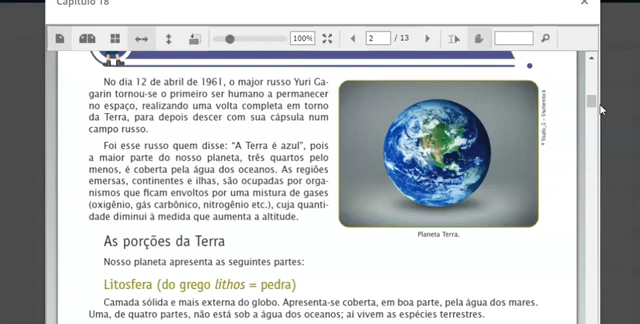 Capítulo 18
100%
2 / 13
No dia 12 de abril de 1961, o major russo Yuri Ga-
garin tornou-se o primeiro ser humano a permanecer
no espaço, realizando uma volta completa em torno
da Terra, para depois descer com sua cápsula num
campo russo.
Foi esse russo quem disse: “A Terra é azul”, pois
a maior parte do nosso planeta, três quartos pelo
menos, é coberta pela água dos oceanos. As regiões
emersas, continentes e ilhas, são ocupadas por orga-
nismos que ficam envoltos por uma mistura de gases
(oxigênio, gás carbônico, nitrogênio etc.), cuja quanti-
dade diminui à medida que aumenta a altitude.
Planeta Terra.
As porções da Terra
Nosso planeta apresenta as seguintes partes:
Litosfera (do grego lithos = pedra)
Camada sólida e mais externa do globo. Apresenta-se coberta, em boa parte, pela água dos mares.
Uma, de quatro partes, não está sob a água dos oceanos; aí vivem as espécies terrestres.